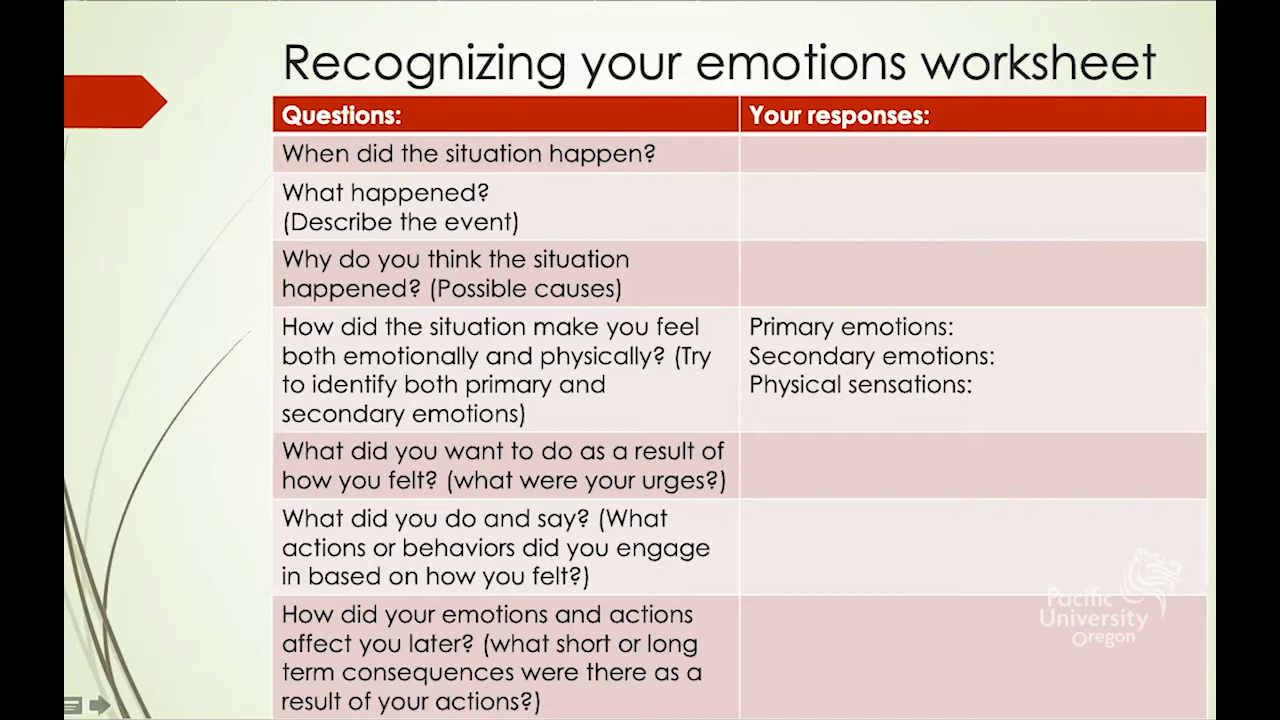 Recognizing your emotions worksheet
Questions:
Your responses:
When did the situation happen?
What happened?
(Describe the event)
Why do you think the situation
happened? (Possible causes)
How did the situation make you feel
both emotionally and physically? (Try
to identify both primary and
secondary emotions)
Primary emotions:
Secondary emotions:
Physical sensations:
What did you want to do as a result of
how you felt? (what were your urges?)
What did you do and say? (What
actions or behaviors did you engage
in based on how you felt?)
How did your emotions and actions
affect you later? (what short or long
term consequences were there as a
result of your actions?)
Pacific
University
Oregon